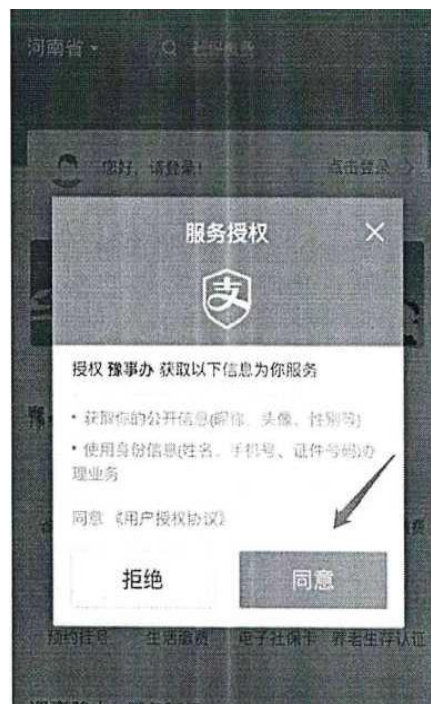 河南省
您好，请登录！
点击登录 >
服务授权
支
授权 豫事办 获取以下信息为你服务
• 获取你的公开信息(昵称、头像、性别等)
• 使用身份信息(姓名、手机号、证件号码)办
理业务
同意 《用户授权协议》
拒绝 同意
预约挂号 生活缴费 电子社保卡 养老生存认证